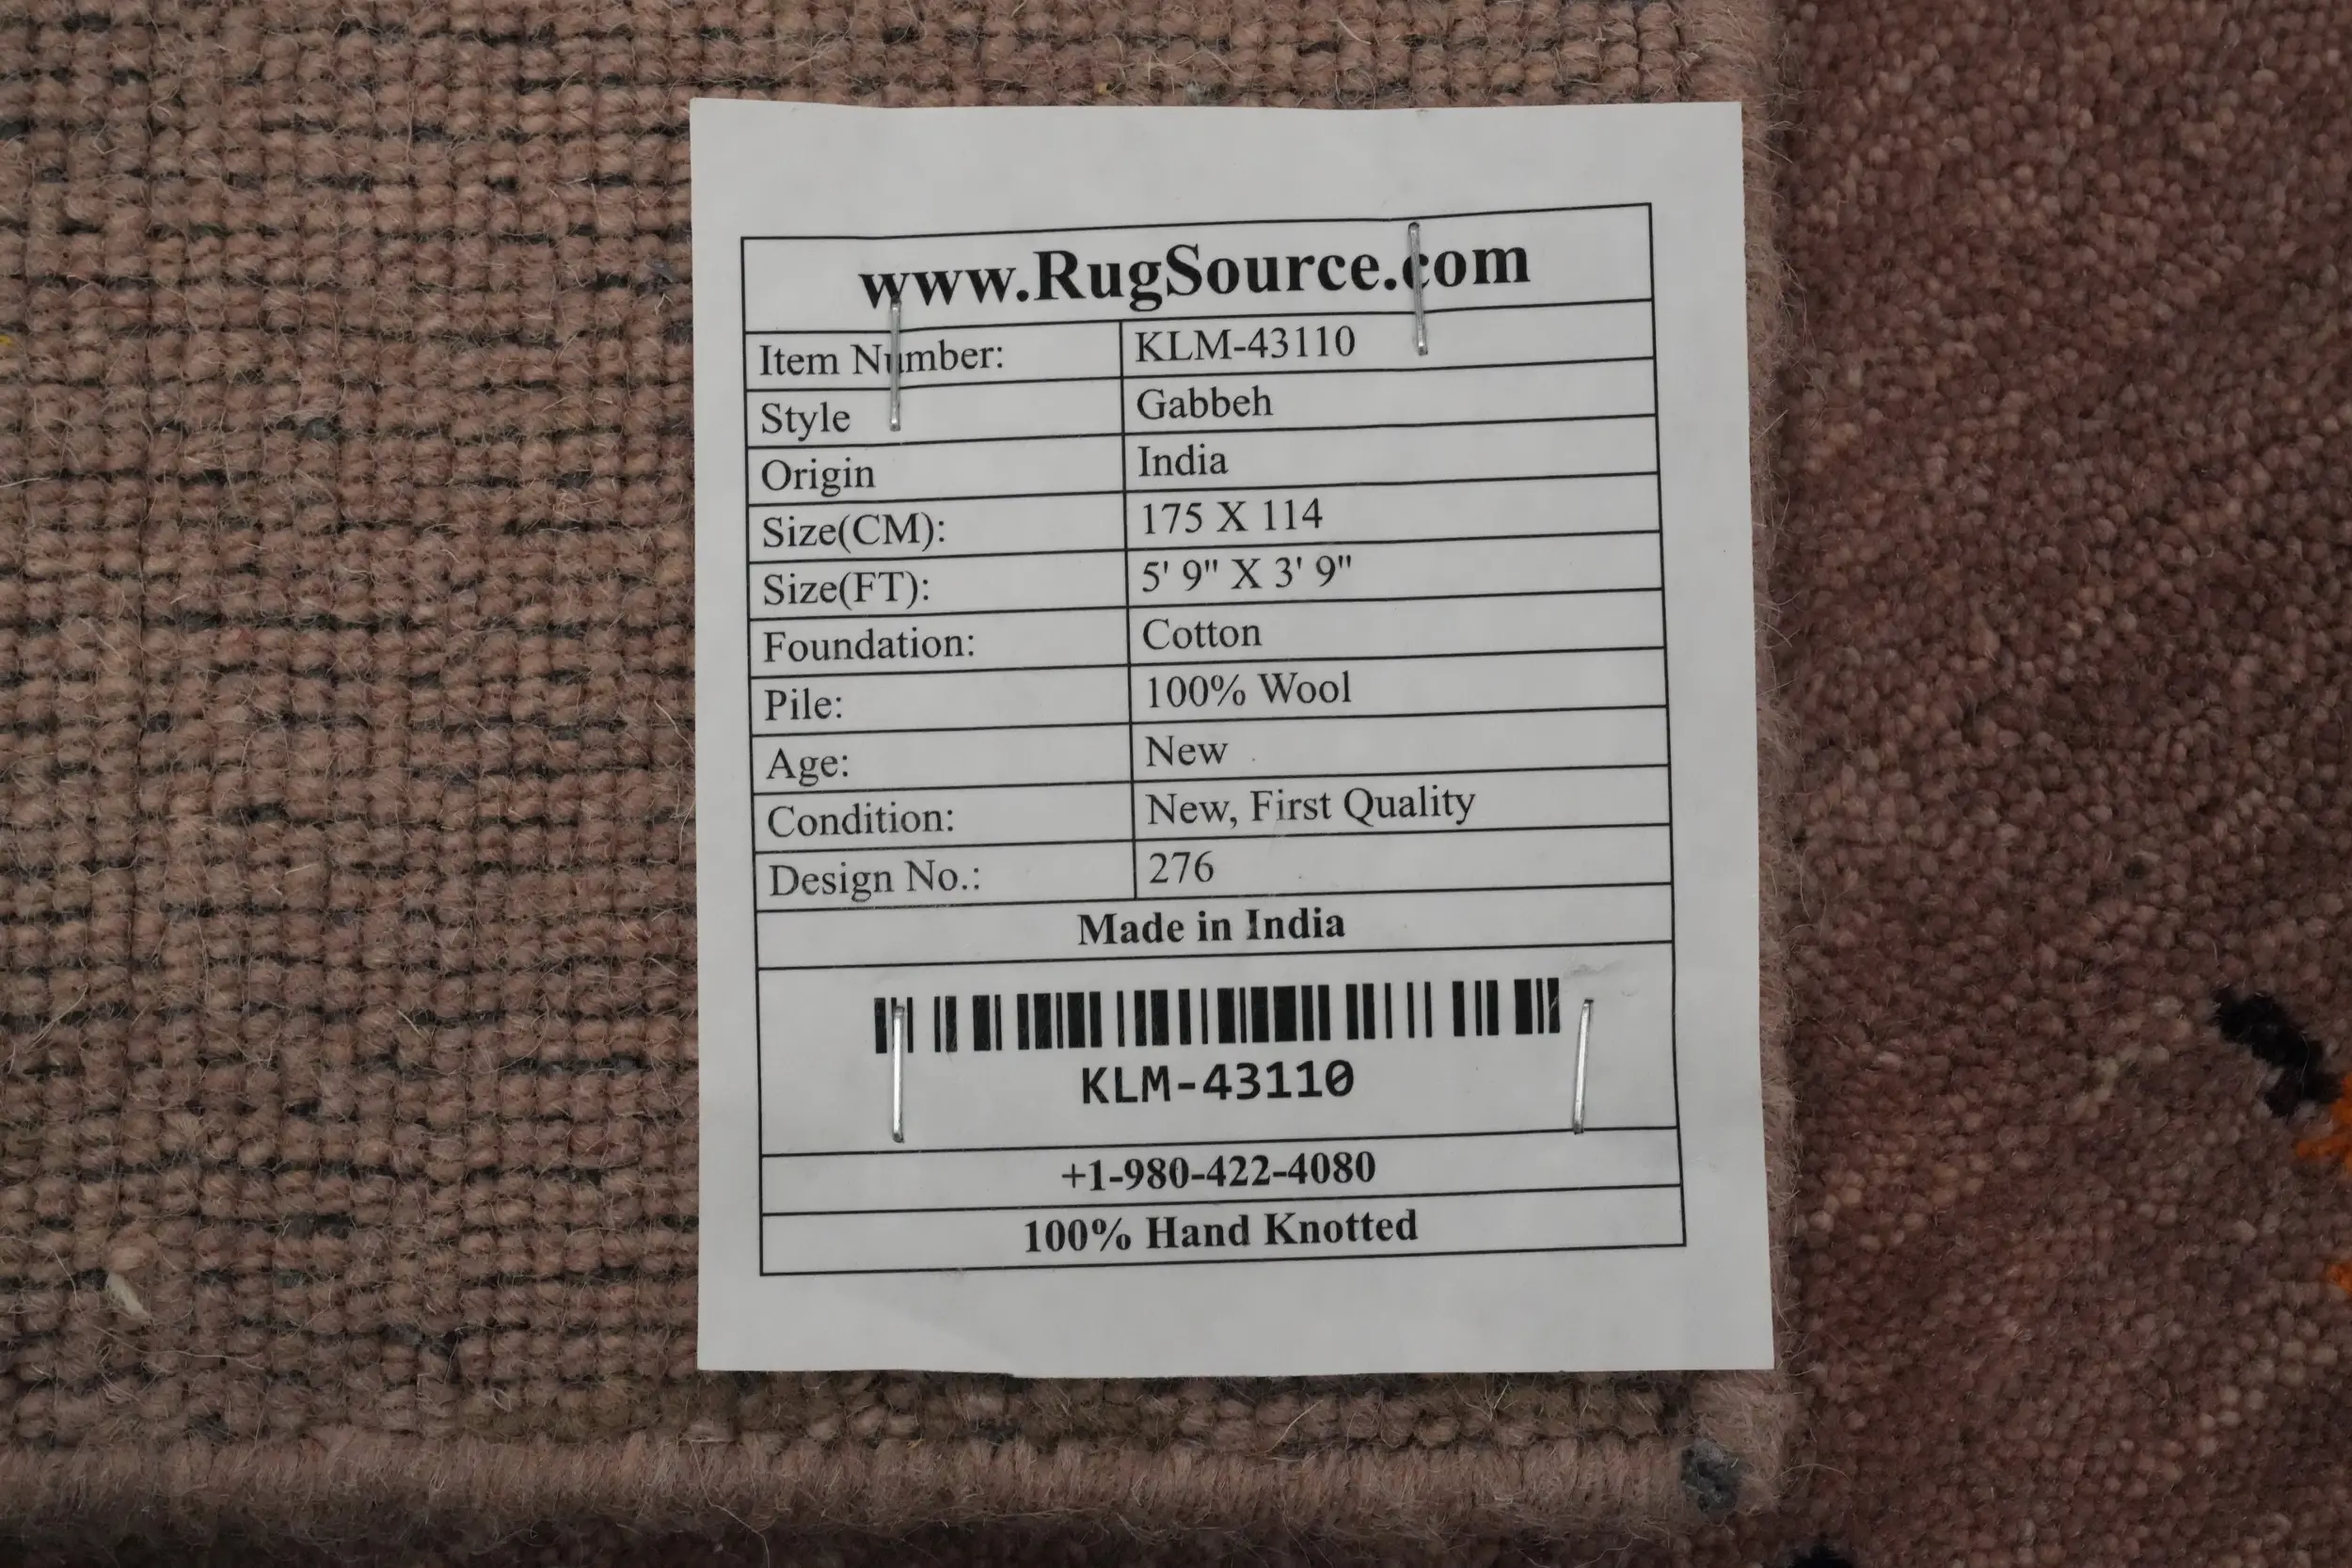 www.RugSource.com
Item Number: KLM-43110
Style Gabbeh
Origin India
Size(CM): 175 X 114
Size(FT): 5' 9" X 3' 9"
Foundation: Cotton
Pile: 100% Wool
Age: New
Condition: New, First Quality
Design No.: 276
Made in India
KLM-43110
+1-980-422-4080
100% Hand Knotted